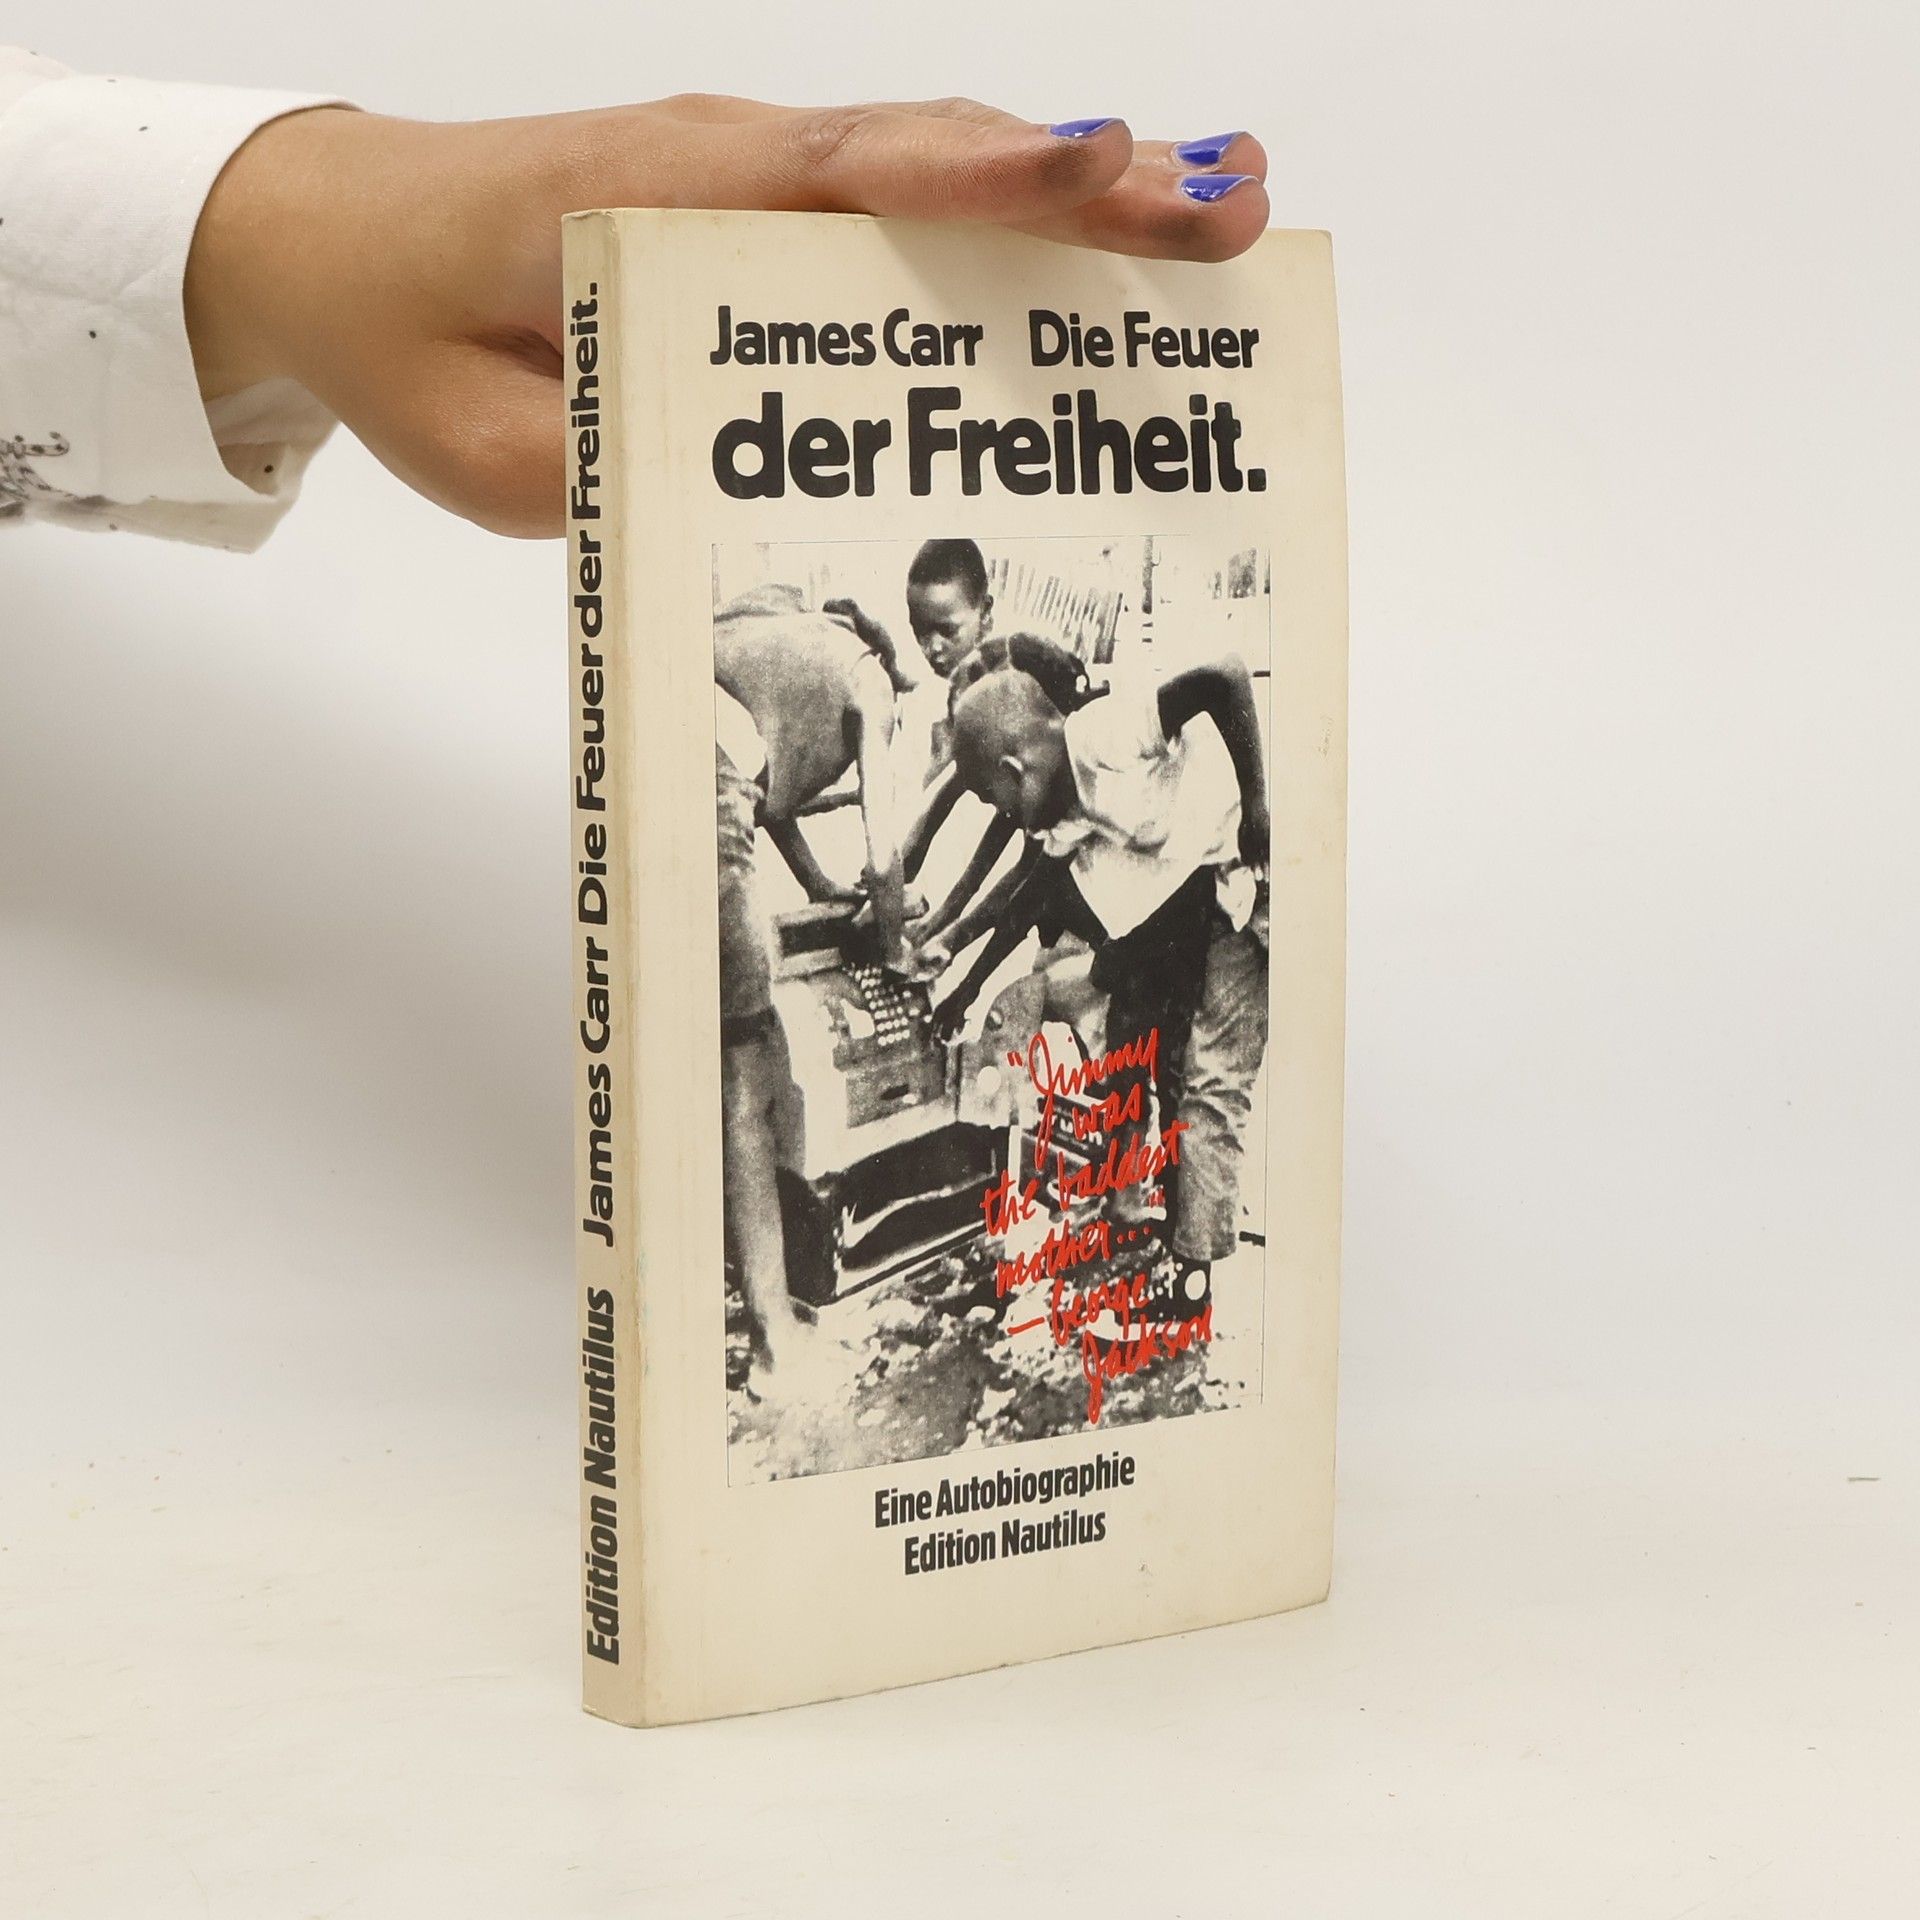 James Carr Die Feuer der Freiheit.
Edition Nautilus
James Carr Die Feuer
der Freiheit.
"Jimmy
was
the baddest
mother..."
— George
Jackson
Eine Autobiographie
Edition Nautilus